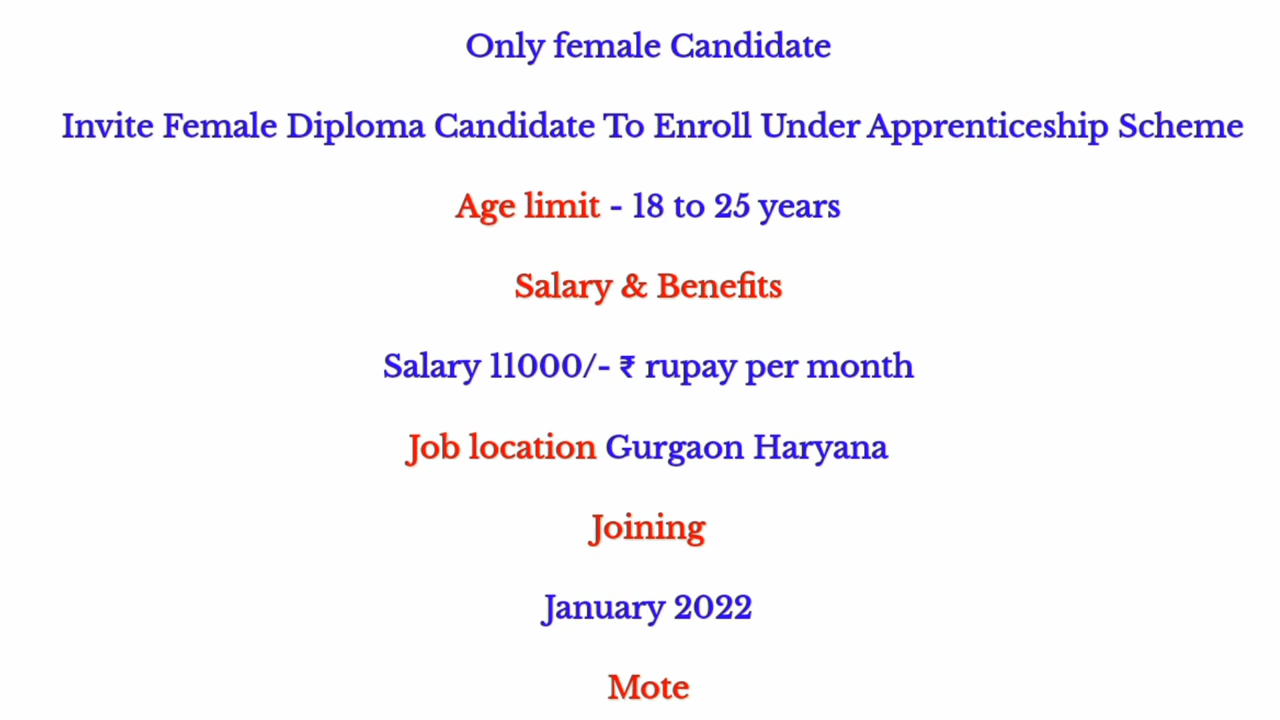 Only female Candidate
Invite Female Diploma Candidate To Enroll Under Apprenticeship Scheme
Age limit - 18 to 25 years
Salary & Benefits
Salary 11000/- ₹ rupay per month
Job location Gurgaon Haryana
Joining
January 2022
Mote